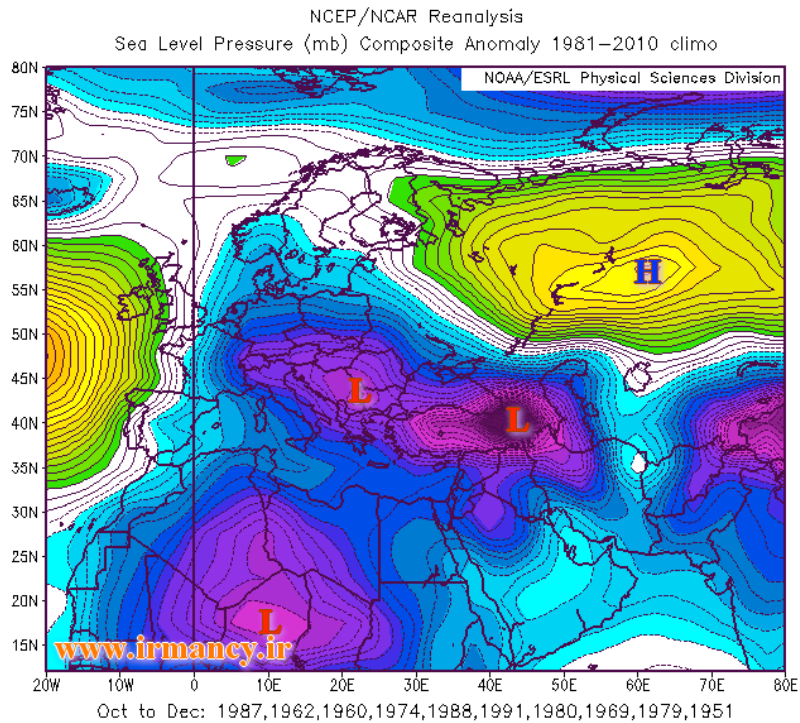 NCEP/NCAR Reanalysis
Sea Level Pressure (mb) Composite Anomaly 1981−2010 climo
NOAA/ESRL Physical Sciences Division
80N
75N
70N
65N
60N
55N
50N
45N
40N
35N
30N
25N
20N
15N
H
L
L
L
www.irmancy.ir
20W 10W 0 10E 20E 30E 40E 50E 60E 70E 80E
Oct to Dec: 1987,1962,1960,1974,1988,1991,1980,1969,1979,1951